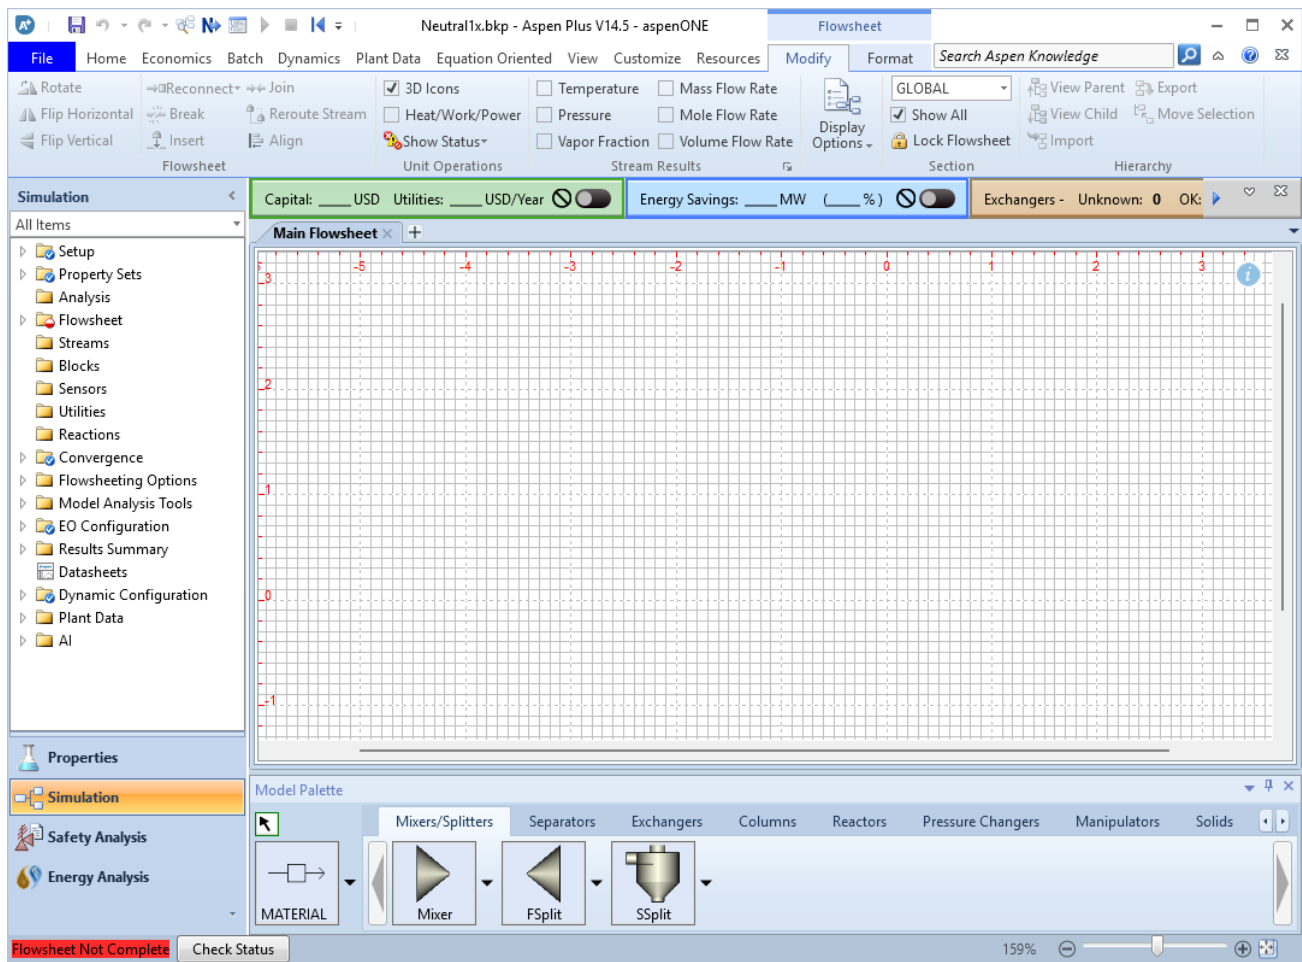 Neutral1x.bkp - Aspen Plus V14.5 - aspenONE
Flowsheet
File Home Economics Batch Dynamics Plant Data Equation Oriented View Customize Resources Modify Format Search Aspen Knowledge
Rotate Reconnect Join 3D Icons Temperature Mass Flow Rate GLOBAL View Parent Export
Flip Horizontal Break Reroute Stream Heat/Work/Power Pressure Mole Flow Rate Show All View Child Move Selection
Flip Vertical Insert Align Show Status Vapor Fraction Volume Flow Rate Display Options Lock Flowsheet Import
Flowsheet Unit Operations Stream Results Section Hierarchy
Simulation
Capital: ____ USD Utilities: ____ USD/Year Energy Savings: ____ MW (____ %) Exchangers - Unknown: 0 OK:
All Items
Main Flowsheet
Setup
Property Sets
Analysis
Flowsheet
Streams
Blocks
Sensors
Utilities
Reactions
Convergence
Flowsheeting Options
Model Analysis Tools
EO Configuration
Results Summary
Datasheets
Dynamic Configuration
Plant Data
AI
-5 -4 -3 -2 -1 0 1 2 3
3
2
1
0
-1
Properties
Simulation
Safety Analysis
Energy Analysis
Model Palette
Mixers/Splitters Separators Exchangers Columns Reactors Pressure Changers Manipulators Solids
MATERIAL Mixer FSplit SSplit
Flowsheet Not Complete Check Status 159%